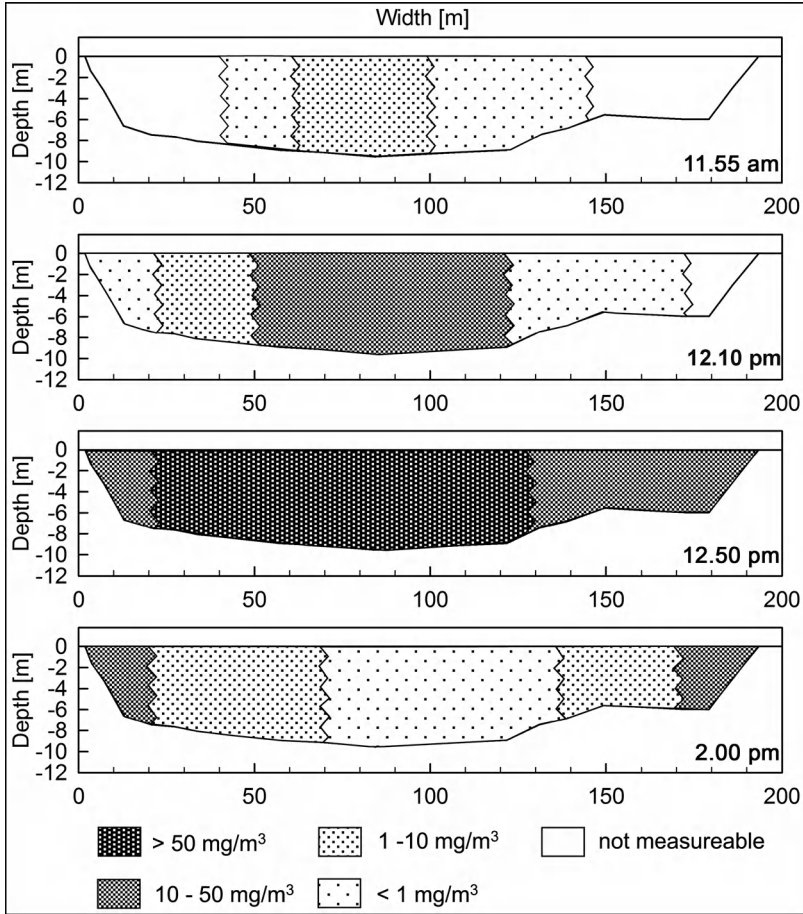 Width [m]
Depth [m]
0
-2
-4
-6
-8
-10
-12
11.55 am
0 50 100 150 200
Depth [m]
0
-2
-4
-6
-8
-10
-12
12.10 pm
0 50 100 150 200
Depth [m]
0
-2
-4
-6
-8
-10
-12
12.50 pm
0 50 100 150 200
Depth [m]
0
-2
-4
-6
-8
-10
-12
2.00 pm
0 50 100 150 200
> 50 mg/m³ 1 -10 mg/m³ not measureable
10 - 50 mg/m³ < 1 mg/m³